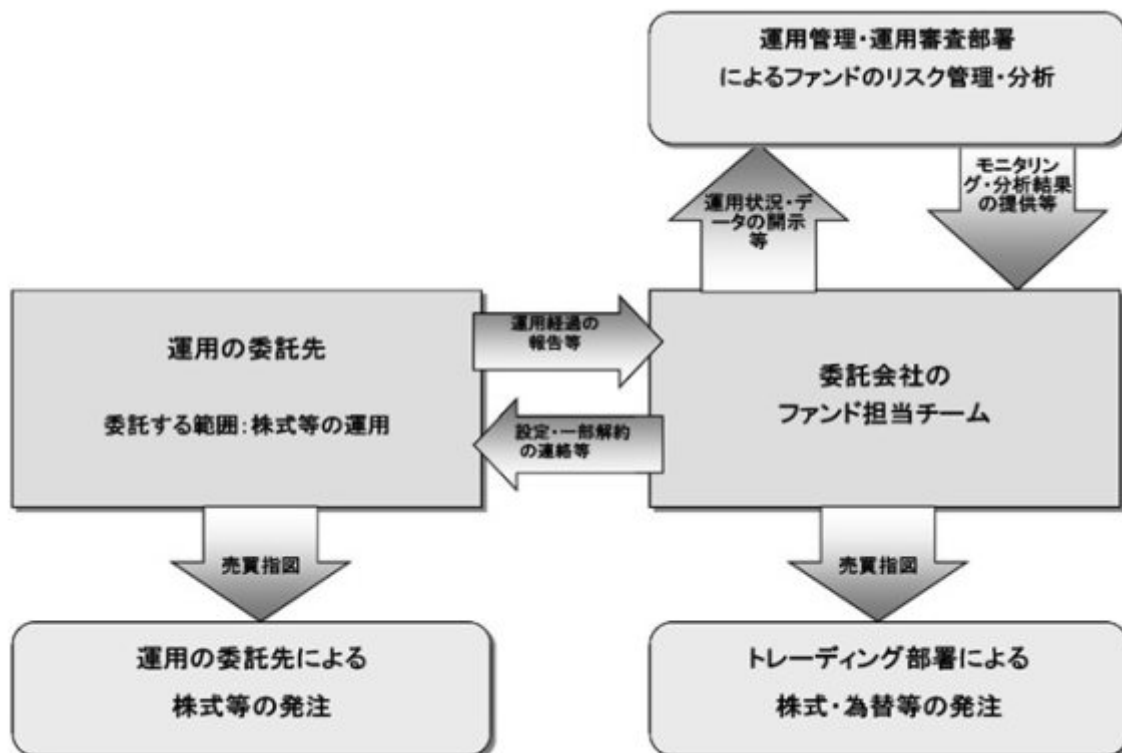 運用管理・運用審査部署
によるファンドのリスク管理・分析
運用状況・デ
ータの開示
等
モニタリン
グ・分析結果
の提供等
運用の委託先
委託する範囲：株式等の運用
運用経過の
報告等
設定・一部解約
の連絡等
委託会社の
ファンド担当チーム
売買指図
売買指図
運用の委託先による
株式等の発注
トレーディング部署による
株式・為替等の発注